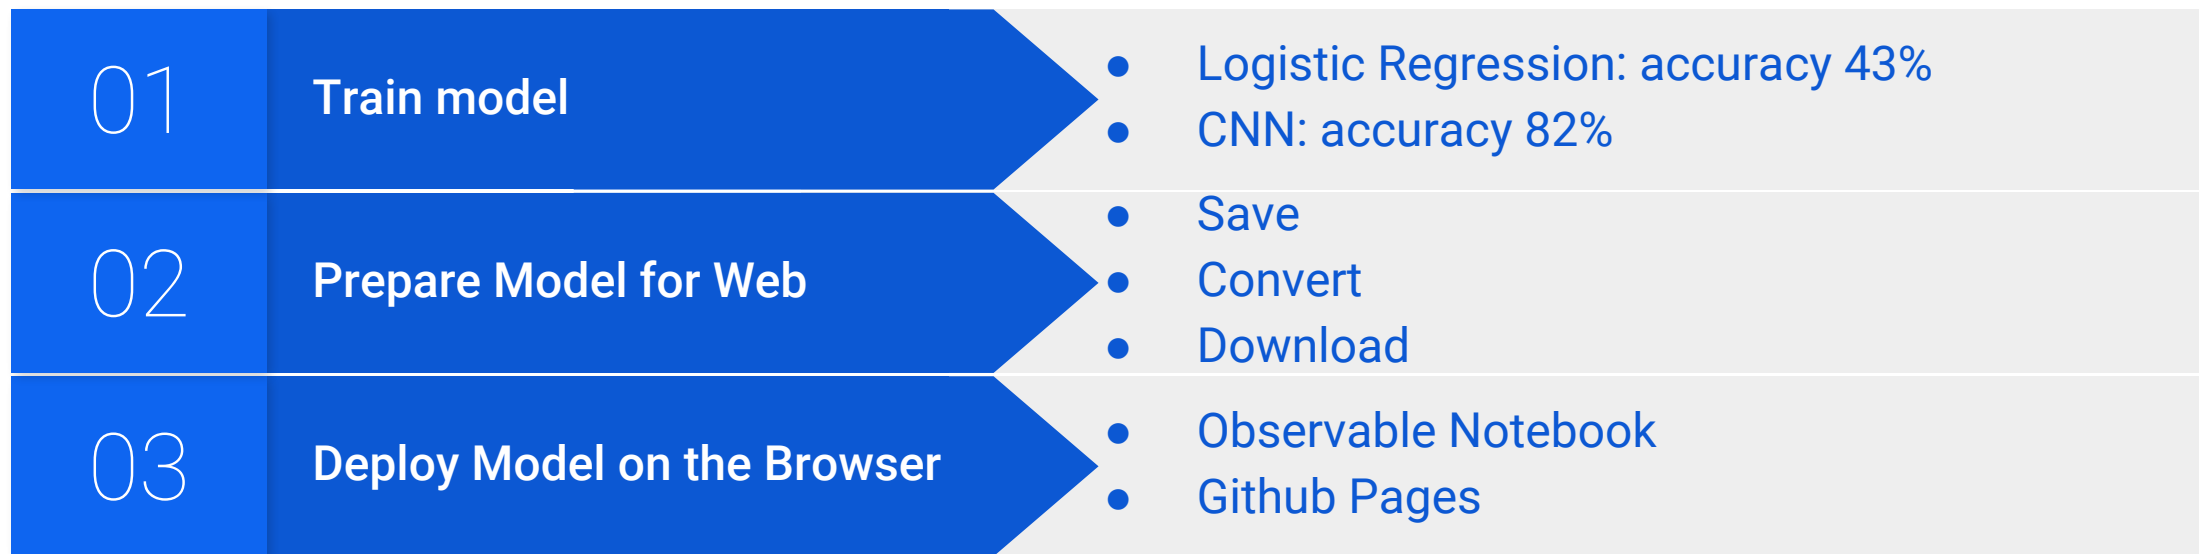 01
Train model
● Logistic Regression: accuracy 43%
● CNN: accuracy 82%
02
Prepare Model for Web
● Save
● Convert
● Download
03
Deploy Model on the Browser
● Observable Notebook
● Github Pages